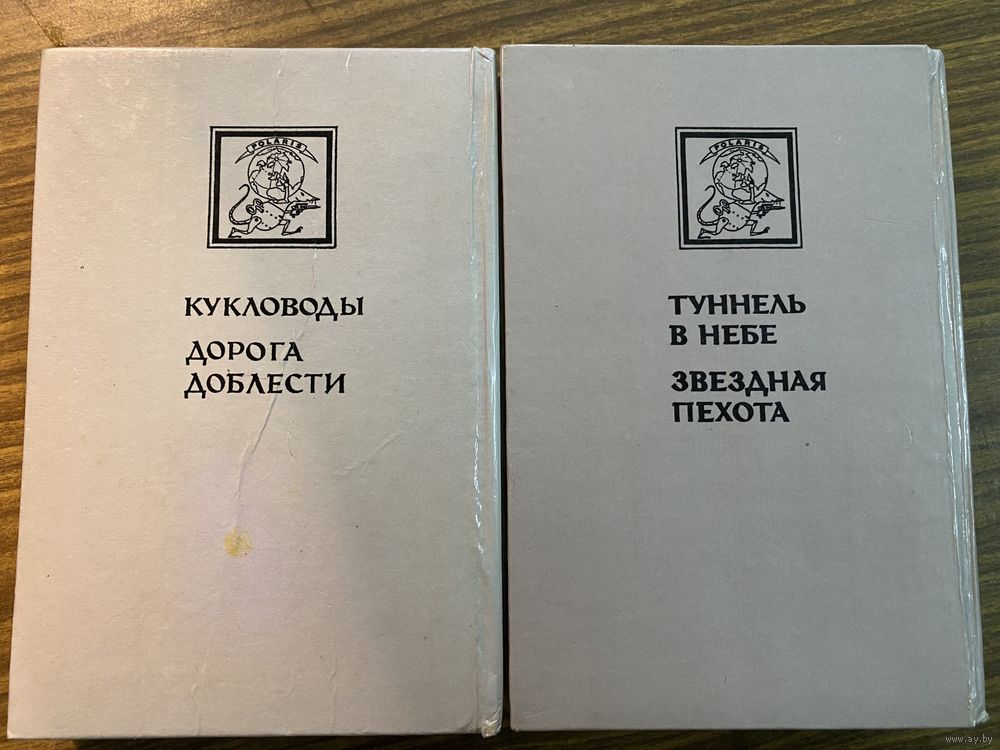 POLARIS
КУКЛОВОДЫ
ДОРОГА
ДОБЛЕСТИ
POLARIS
ТУННЕЛЬ
В НЕБЕ
ЗВЕЗДНАЯ
ПЕХОТА
www.ay.by